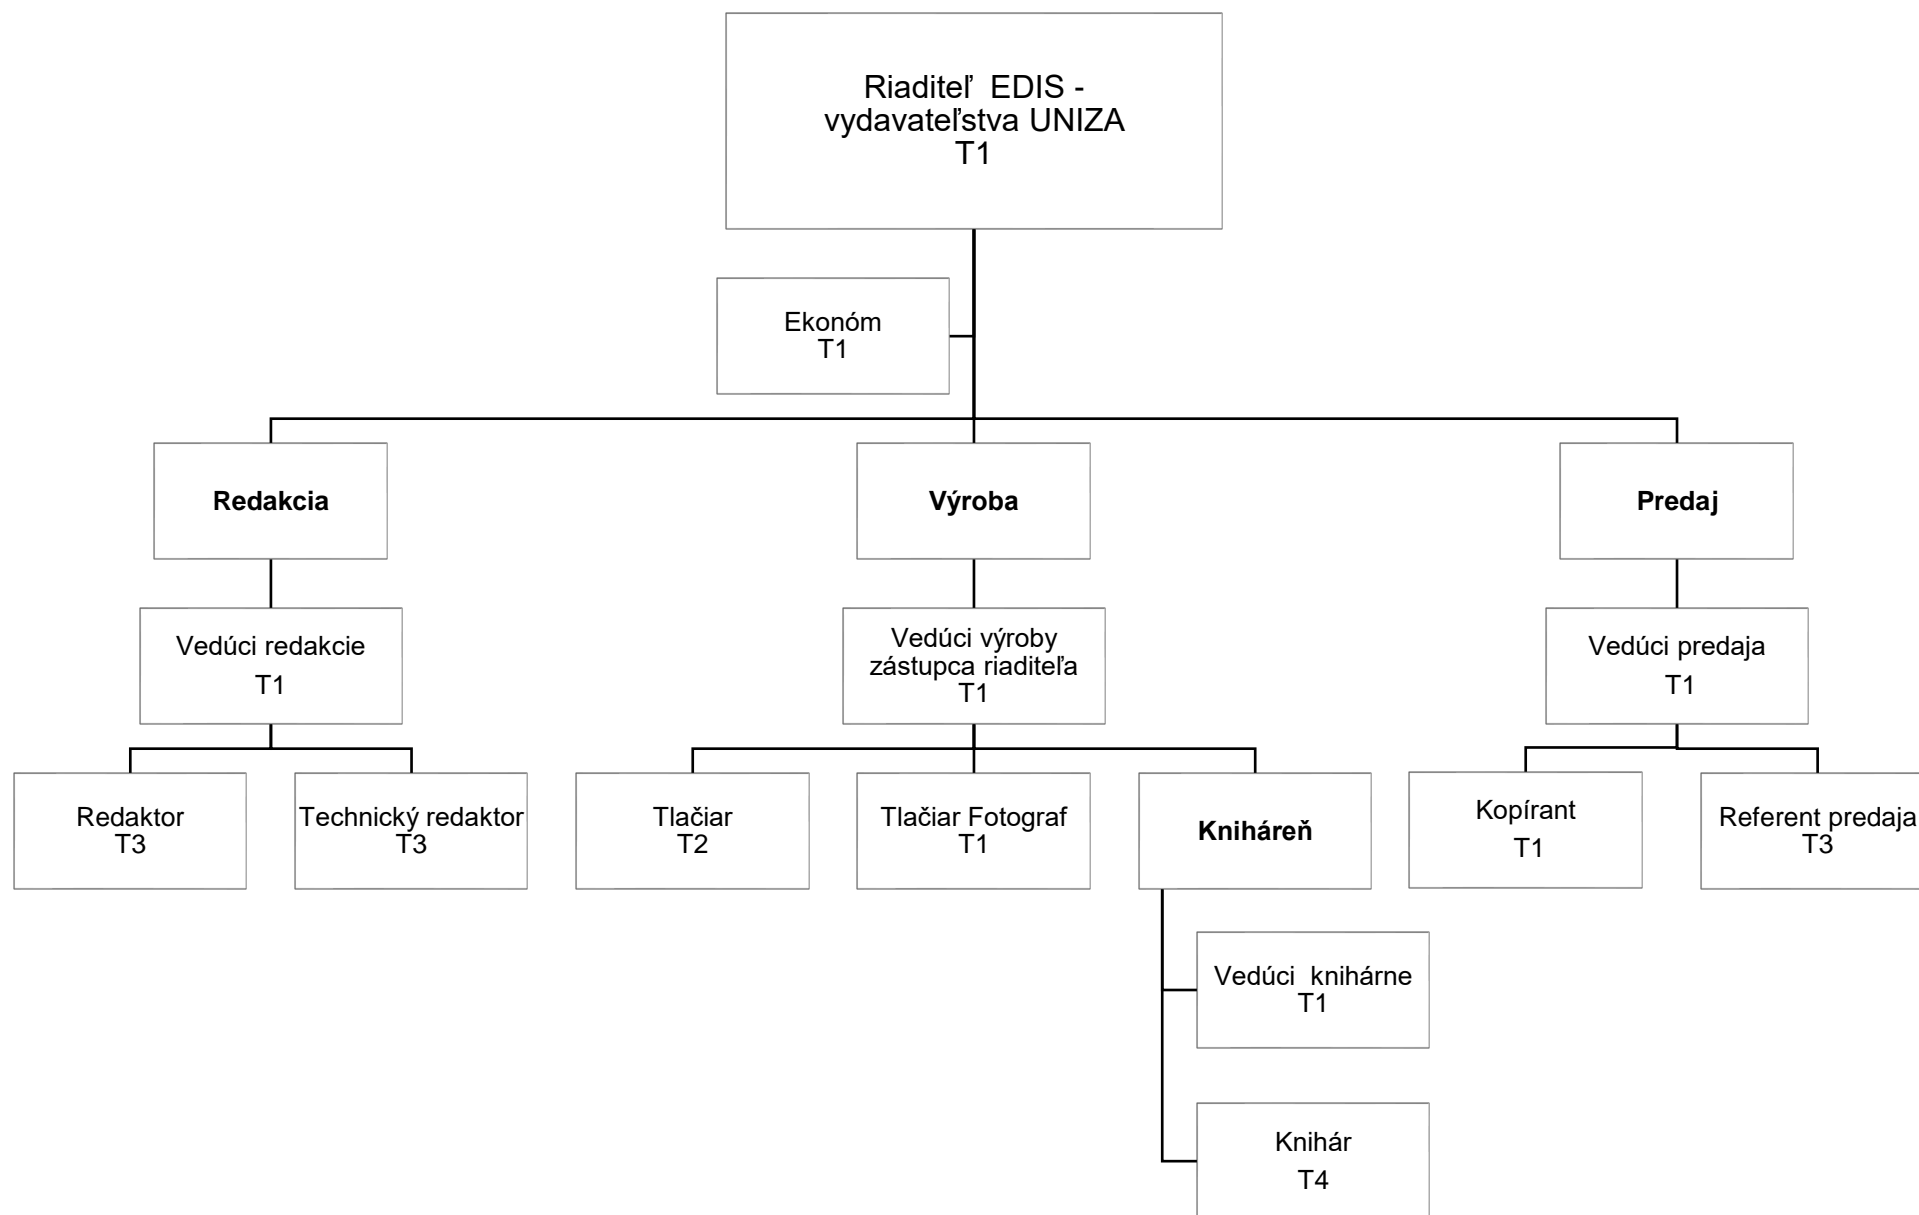 Riaditeľ  EDIS -
vydavateľstva UNIZA
T1
Ekonóm
T1
Redakcia
Výroba
Predaj
Vedúci redakcie
T1
Vedúci výroby
zástupca riaditeľa
T1
Vedúci predaja
T1
Redaktor
T3
Technický redaktor
T3
Tlačiar
T2
Tlačiar Fotograf
T1
Kniháreň
Kopírant
T1
Referent predaja
T3
Vedúci  knihárne
T1
Knihár
T4